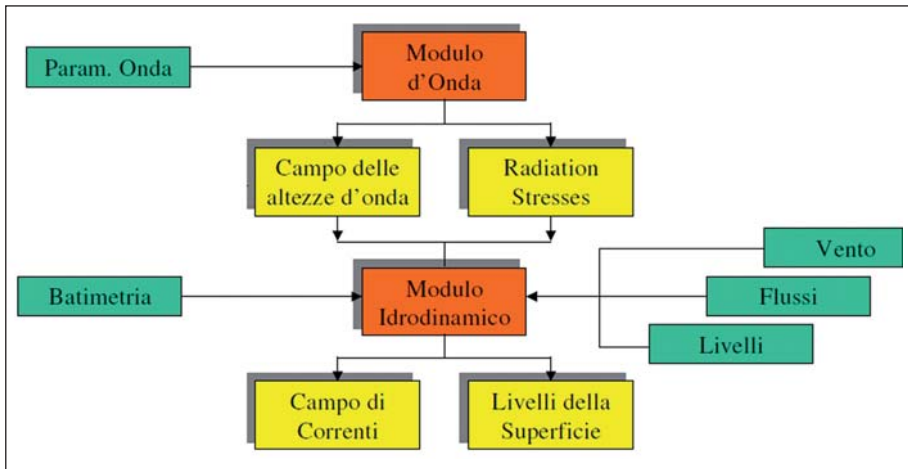 Param. Onda
Modulo
d'Onda
Campo delle
altezze d'onda
Radiation
Stresses
Vento
Batimetria
Modulo
Idrodinamico
Flussi
Livelli
Campo di
Correnti
Livelli della
Superficie